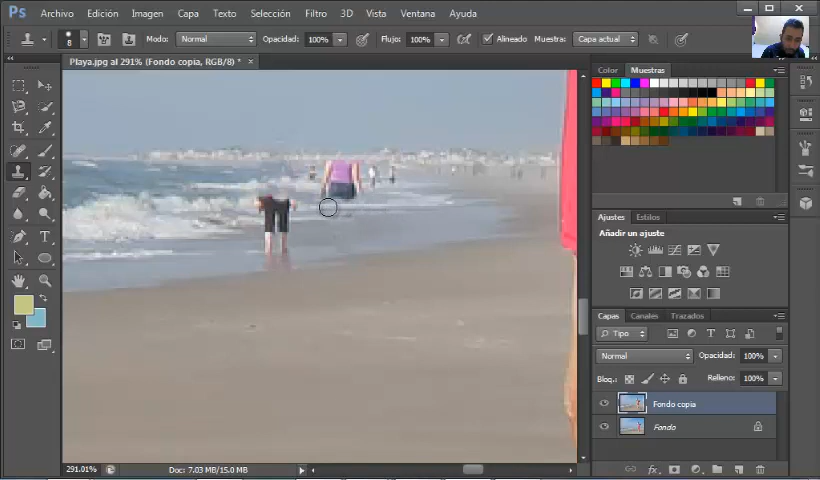 Ps Archivo Edición Imagen Capa Texto Selección Filtro 3D Vista Ventana Ayuda
8 Modo: Normal Opacidad: 100% Flujo: 100% Alineado Muestra: Capa actual
Playa.jpg al 291% (Fondo copia, RGB/8) * ×
Color Muestras
Ajustes Estilos
Añadir un ajuste
Capas Canales Trazados
Tipo
Normal Opacidad: 100%
Bloq.: Relleno: 100%
Fondo copia
Fondo
291.01% Doc: 7.03 MB/15.0 MB